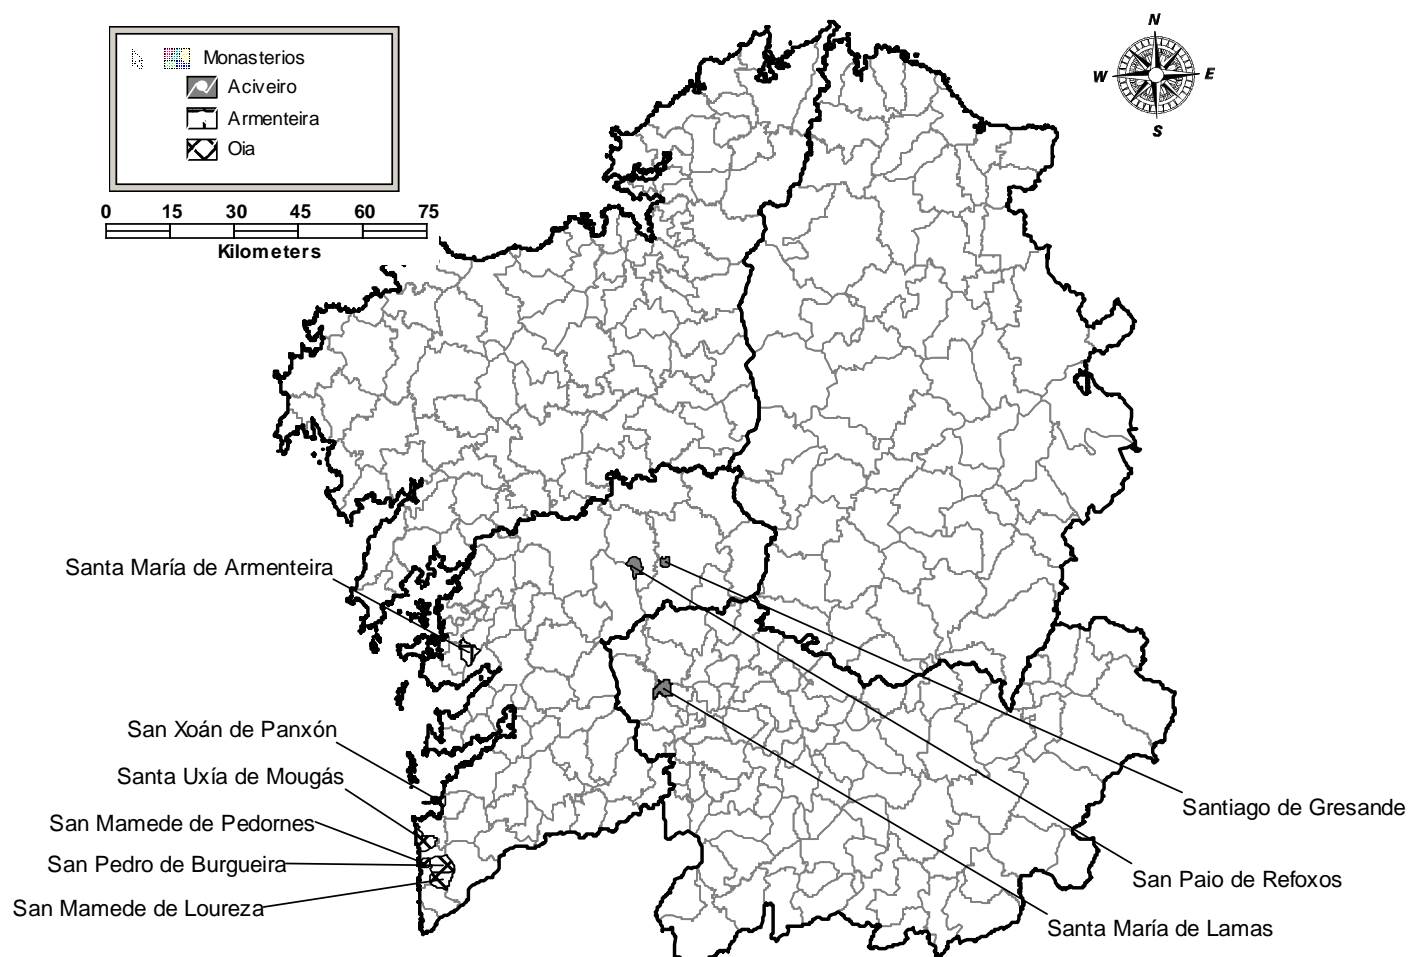 N
W E
S
Monasterios
Aciveiro
Armenteira
Oia
0 15 30 45 60 75
Kilometers
Santa María de Armenteira
San Xoán de Panxón
Santa Uxía de Mougás
San Mamede de Pedornes
San Pedro de Burgueira
San Mamede de Loureza
Santiago de Gresande
San Paio de Refoxos
Santa María de Lamas